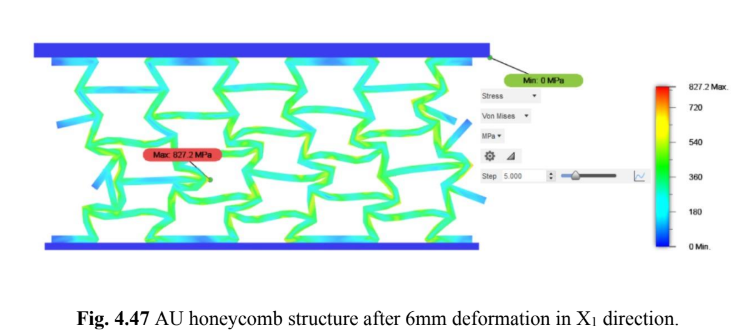 Min: 0 MPa
827.2 Max.
Stress
720
Von Mises
540
MPa
Max: 827.2 MPa
Step 5.000
360
180
0 Min.
Fig. 4.47 AU honeycomb structure after 6mm deformation in X₁ direction.